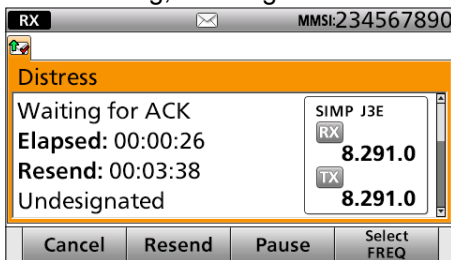 RX MMSI:234567890
Distress
Waiting for ACK
Elapsed: 00:00:26
Resend: 00:03:38
Undesignated
SIMP J3E
RX
8.291.0
TX
8.291.0
Cancel Resend Pause Select FREQ